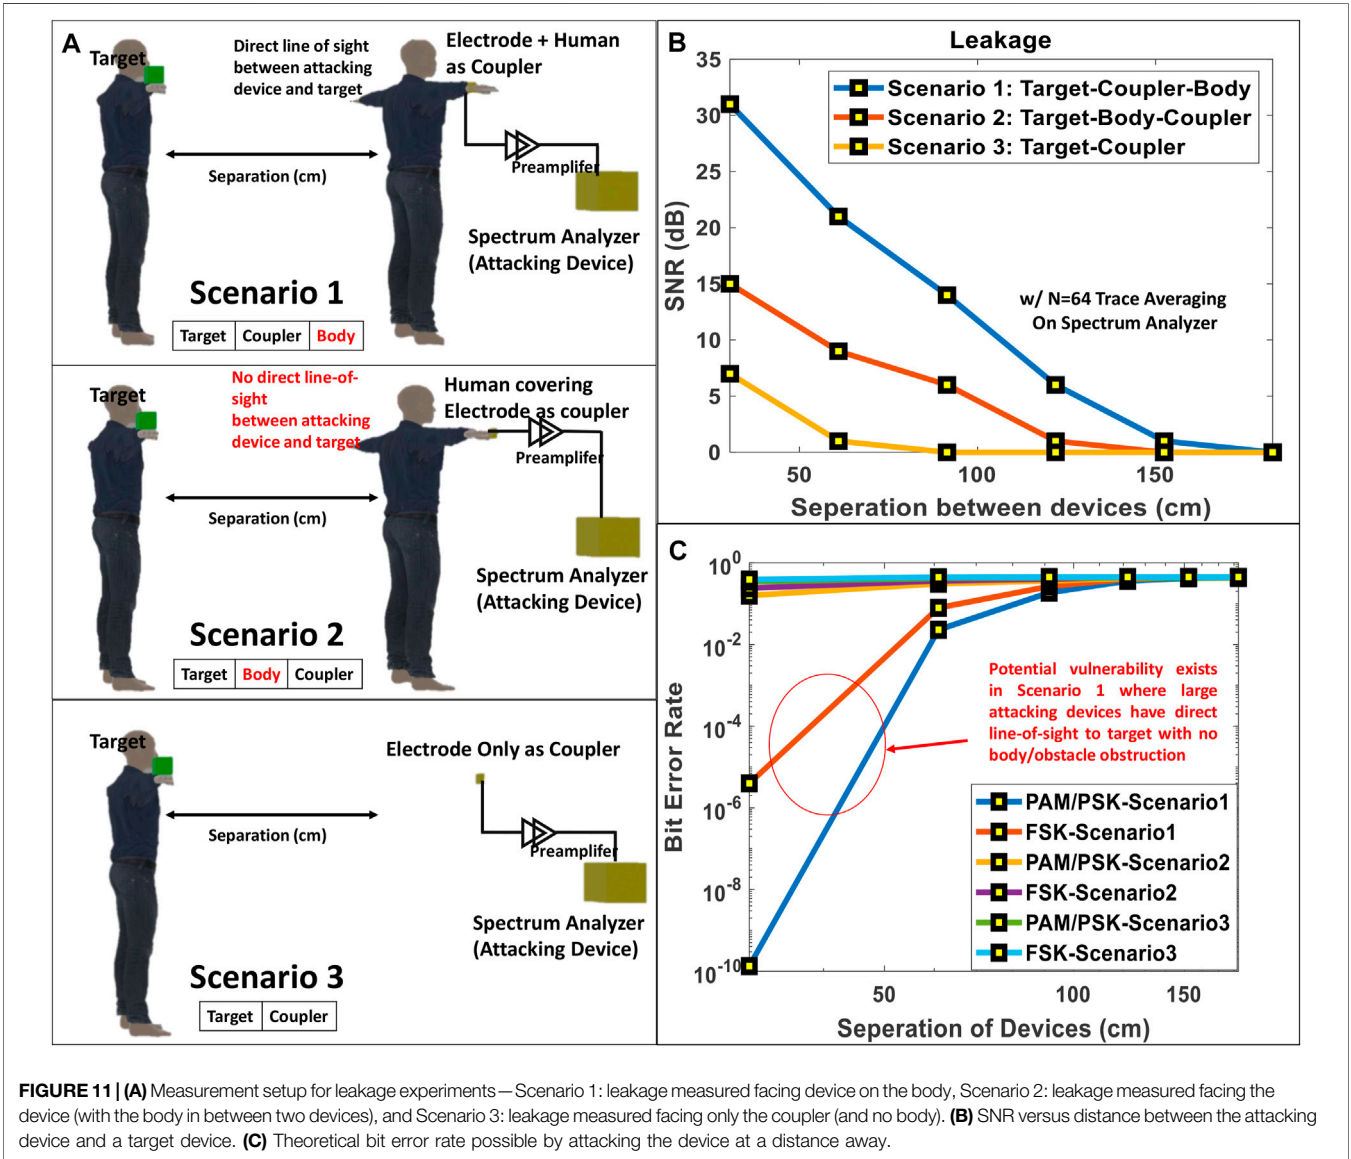 A
Target
Direct line of sight
between attacking
device and target
Electrode + Human
as Coupler
Separation (cm)
Preamplifer
Spectrum Analyzer
(Attacking Device)
Scenario 1
Target Coupler Body
Target
No direct line-of-
sight
between attacking
device and target
Human covering
Electrode as coupler
Preamplifer
Separation (cm)
Spectrum Analyzer
(Attacking Device)
Scenario 2
Target Body Coupler
Target
Electrode Only as Coupler
Separation (cm)
Preamplifer
Spectrum Analyzer
(Attacking Device)
Scenario 3
Target Coupler
B
Leakage
35
30
25
20
15
10
5
0
SNR (dB)
Scenario 1: Target-Coupler-Body
Scenario 2: Target-Body-Coupler
Scenario 3: Target-Coupler
w/ N=64 Trace Averaging
On Spectrum Analyzer
50 100 150
Seperation between devices (cm)
C
10^0
10^-2
10^-4
10^-6
10^-8
10^-10
Bit Error Rate
Potential vulnerability exists
in Scenario 1 where large
attacking devices have direct
line-of-sight to target with no
body/obstacle obstruction
PAM/PSK-Scenario1
FSK-Scenario1
PAM/PSK-Scenario2
FSK-Scenario2
PAM/PSK-Scenario3
FSK-Scenario3
50 100 150
Seperation of Devices (cm)
FIGURE 11 | (A) Measurement setup for leakage experiments—Scenario 1: leakage measured facing device on the body, Scenario 2: leakage measured facing the
device (with the body in between two devices), and Scenario 3: leakage measured facing only the coupler (and no body). (B) SNR versus distance between the attacking
device and a target device. (C) Theoretical bit error rate possible by attacking the device at a distance away.